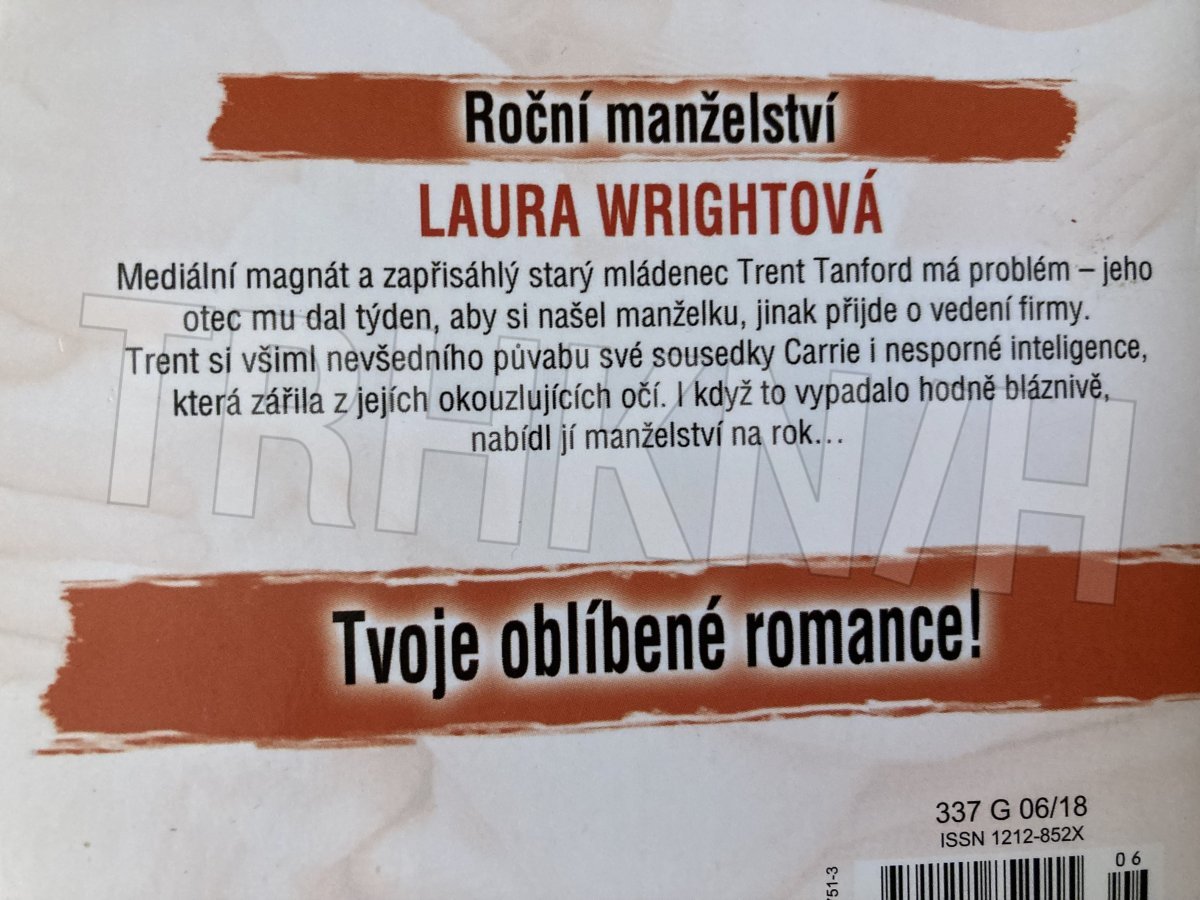 Roční manželství
LAURA WRIGHTOVÁ
Mediální magnát a zapřisáhlý starý mládenec Trent Tanford má problém – jeho
otec mu dal týden, aby si našel manželku, jinak přijde o vedení firmy.
Trent si všiml nevšedního půvabu své sousedky Carrie i nesporné inteligence,
která zářila z jejích okouzlujících očí. I když to vypadalo hodně bláznivě,
nabídl jí manželství na rok…
TRHKNIH
Tvoje oblíbené romance!
337 G 06/18
ISSN 1212-852X
06
751-3